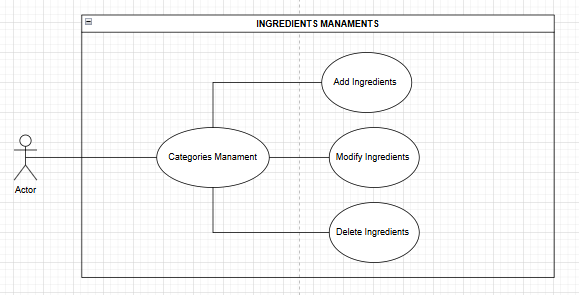 INGREDIENTS MANAMENTS
Add Ingredients
Categories Manament
Modify Ingredients
Actor
Delete Ingredients